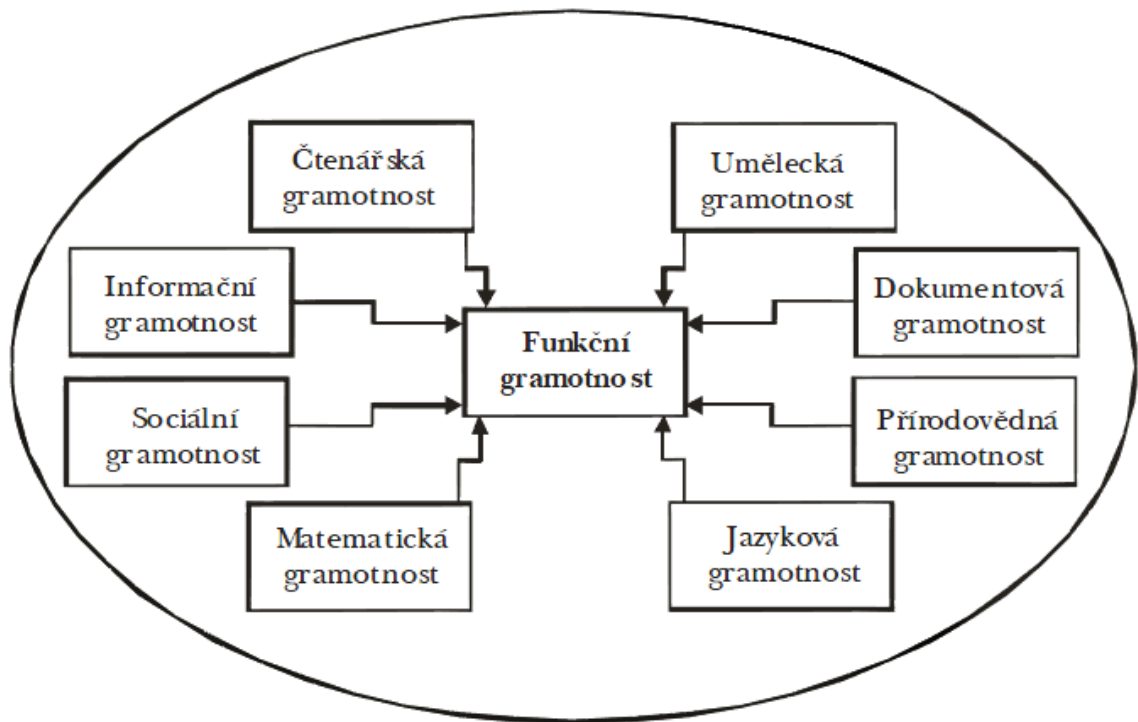 Čtenářská
gramotnost
Umělecká
gramotnost
Informační
gramotnost
Dokumentová
gramotnost
Funkční
gramotnost
Sociální
gramotnost
Přírodovědná
gramotnost
Matematická
gramotnost
Jazyková
gramotnost